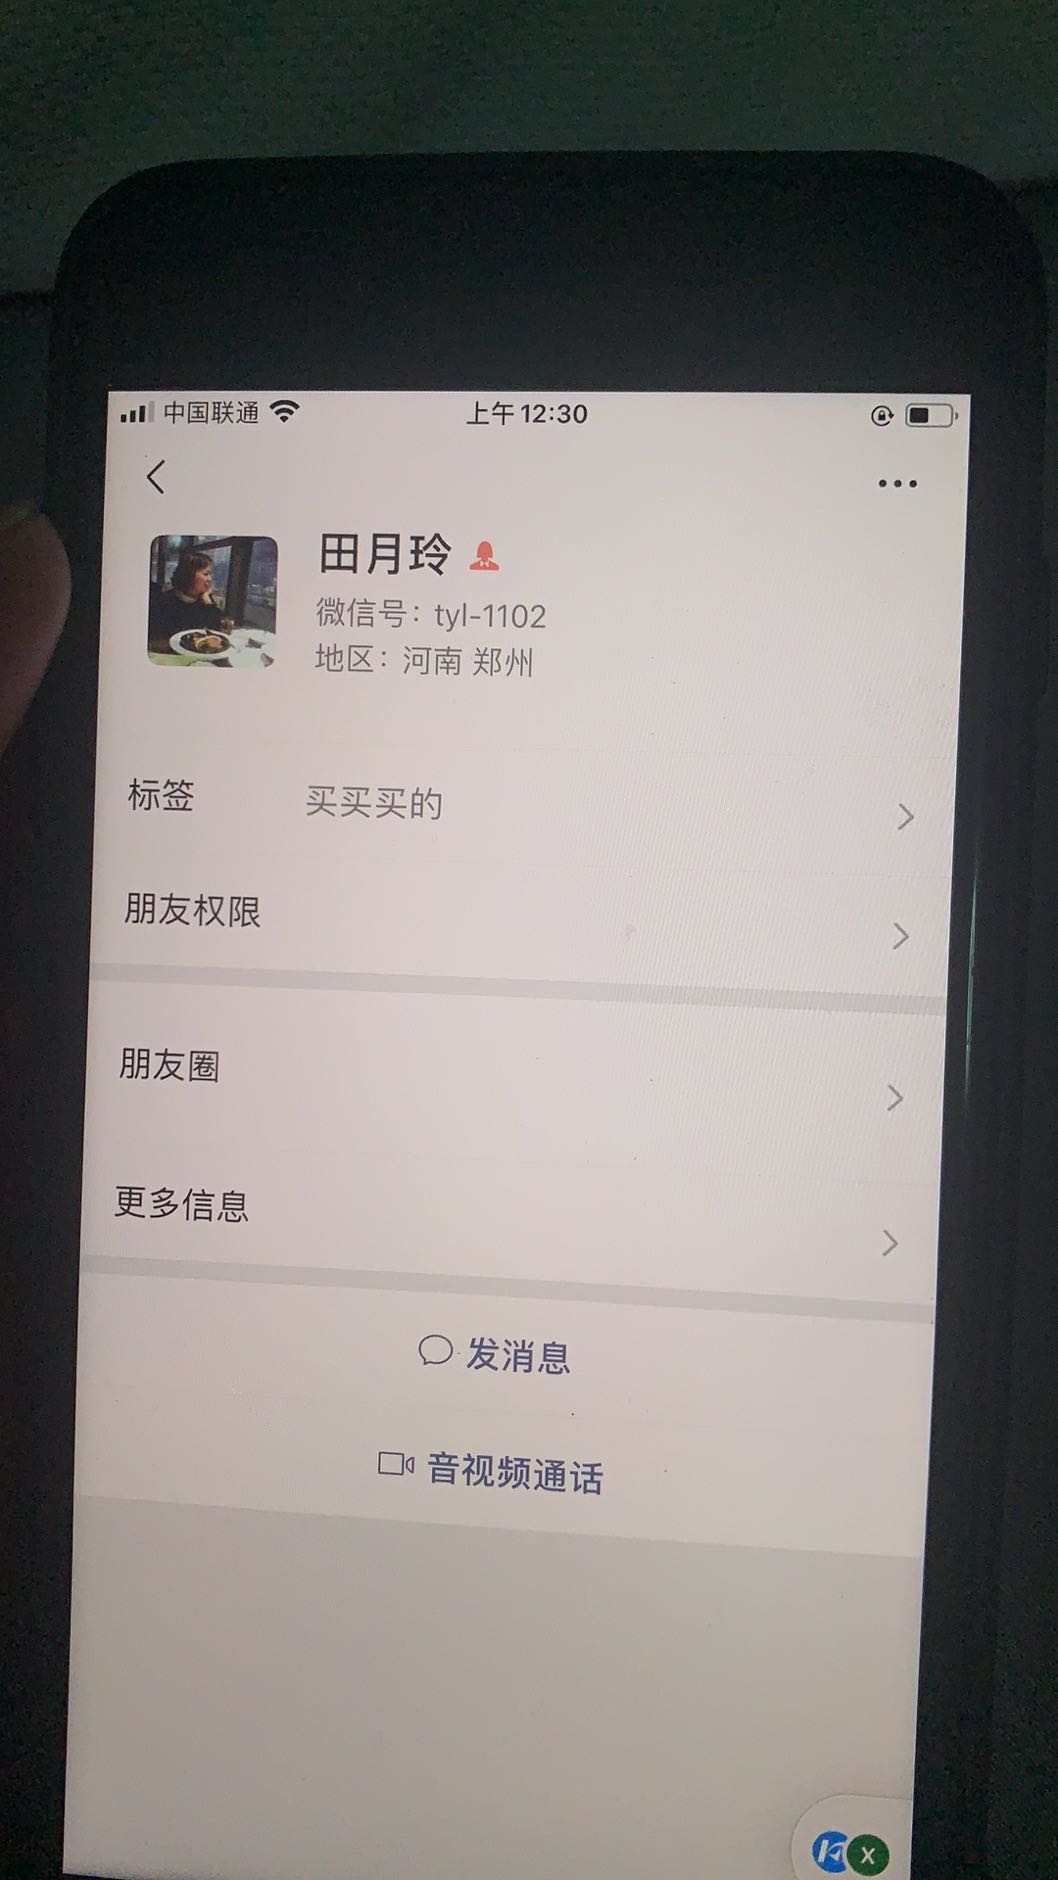 中国联通 上午12:30
田月玲
微信号：tyl-1102
地区：河南 郑州
标签 买买买的
朋友权限
朋友圈
更多信息
发消息
音视频通话
X